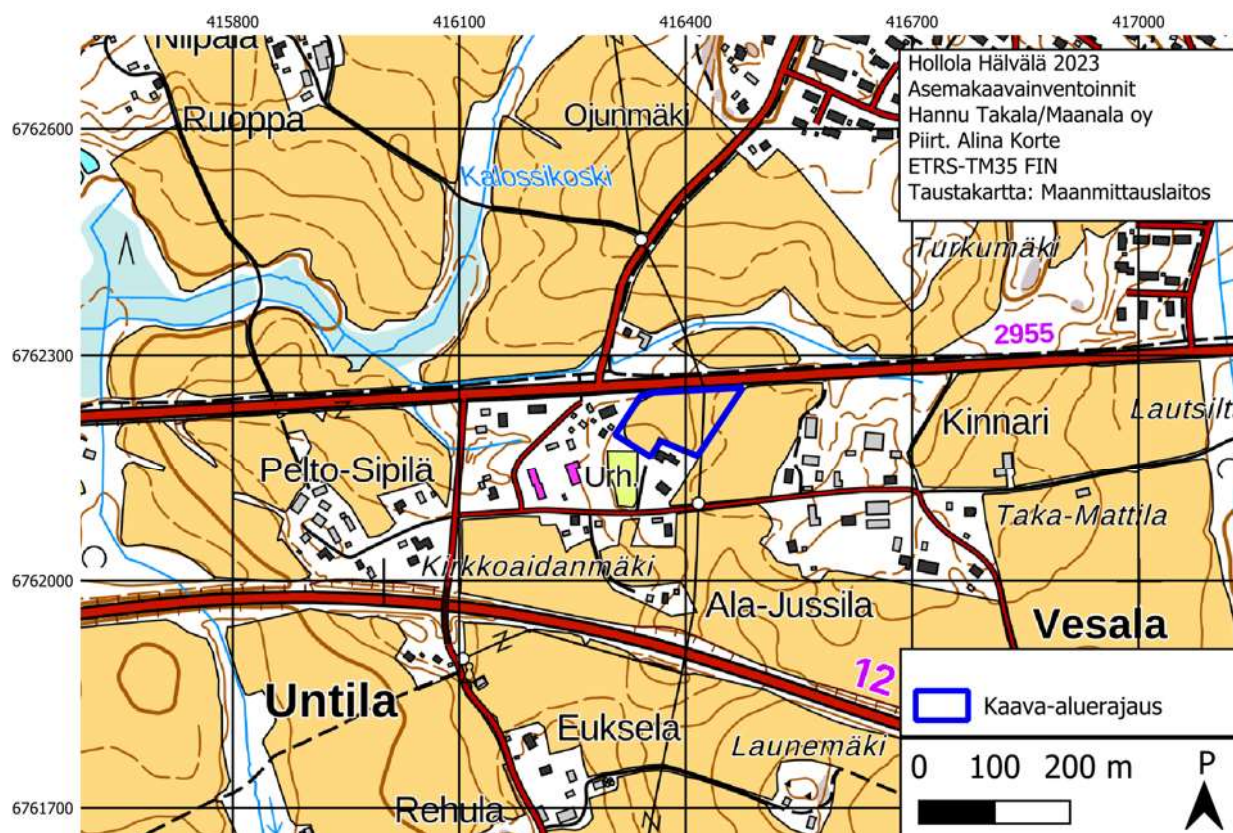 415800 416100 416400 416700 417000
Niipala
Hollola Hälvälä 2023
Asemakaavainventoinnit
Hannu Takala/Maanala oy
Piirt. Alina Korte
ETRS-TM35 FIN
Taustakartta: Maanmittauslaitos
Ojunmäki
Ruoppa
6762600
Kalossikoski
Turkumäki
2955
6762300
Kinnari
Pelto-Sipilä
Urh.
Taka-Mattila
Kirkkoaidanmäki
6762000
Ala-Jussila
Vesala
12
Untila
Kaava-aluerajaus
Euksela
Launemäki
0 100 200 m
P
Rehula
6761700